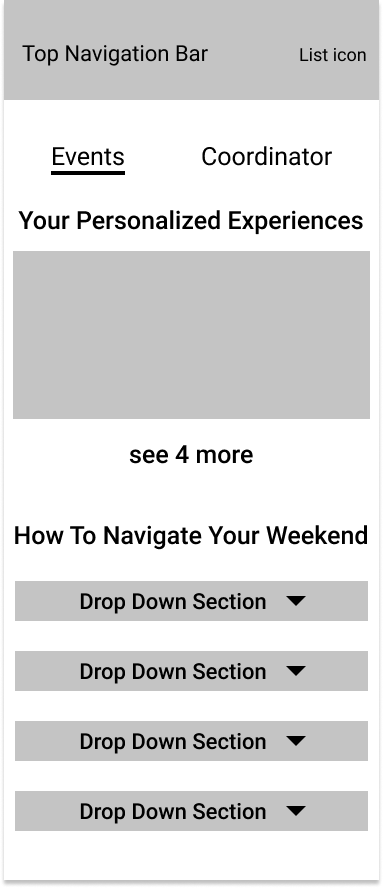 Top Navigation Bar List icon
Events Coordinator
Your Personalized Experiences
see 4 more
How To Navigate Your Weekend
Drop Down Section
Drop Down Section
Drop Down Section
Drop Down Section